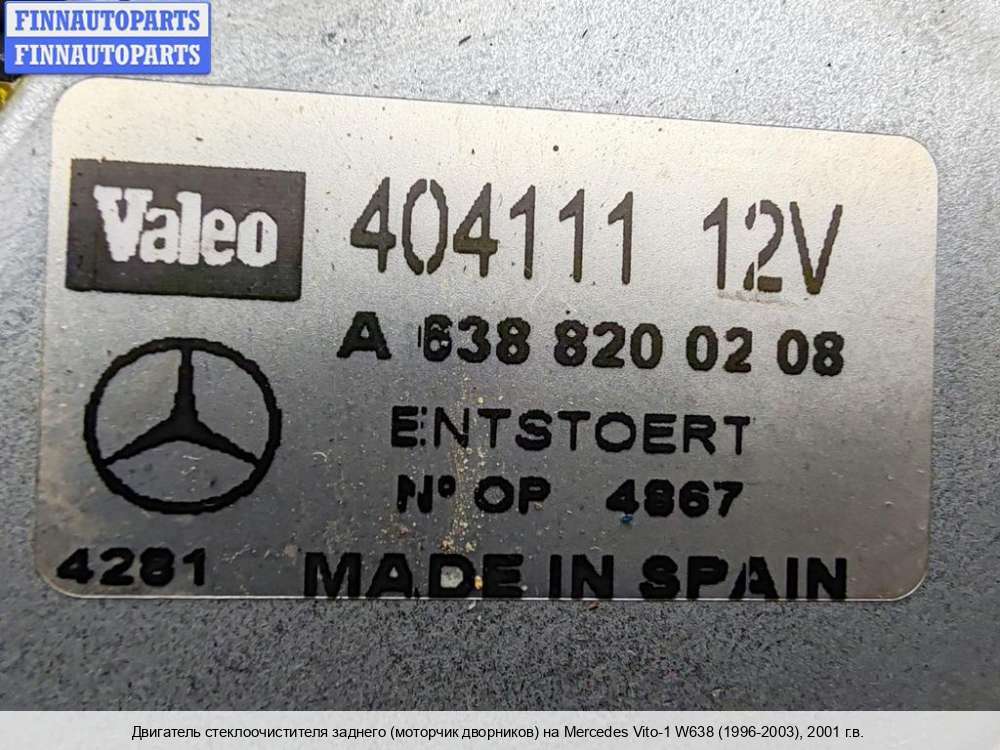 FINNAUTOPARTS
FINNAUTOPARTS
Valeo 404111 12V
A 638 820 02 08
ENTSTOERT
Nº OP 4867
4281 MADE IN SPAIN
Двигатель стеклоочистителя заднего (моторчик дворников) на Mercedes Vito-1 W638 (1996-2003), 2001 г.в.